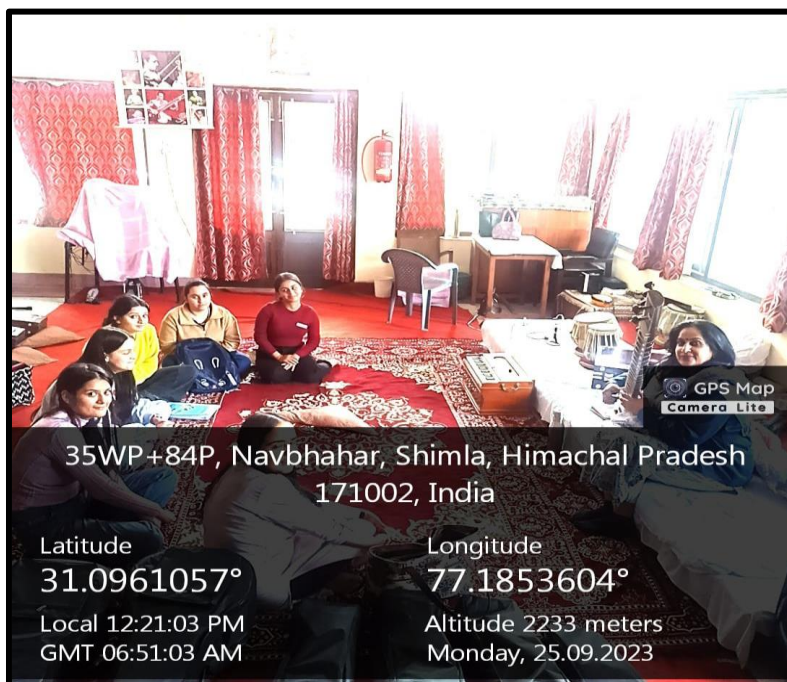 GPS Map
Camera Lite
35WP+84P, Navbhahar, Shimla, Himachal Pradesh
171002, India
Latitude
31.0961057°
Local 12:21:03 PM
GMT 06:51:03 AM
Longitude
77.1853604°
Altitude 2233 meters
Monday, 25.09.2023